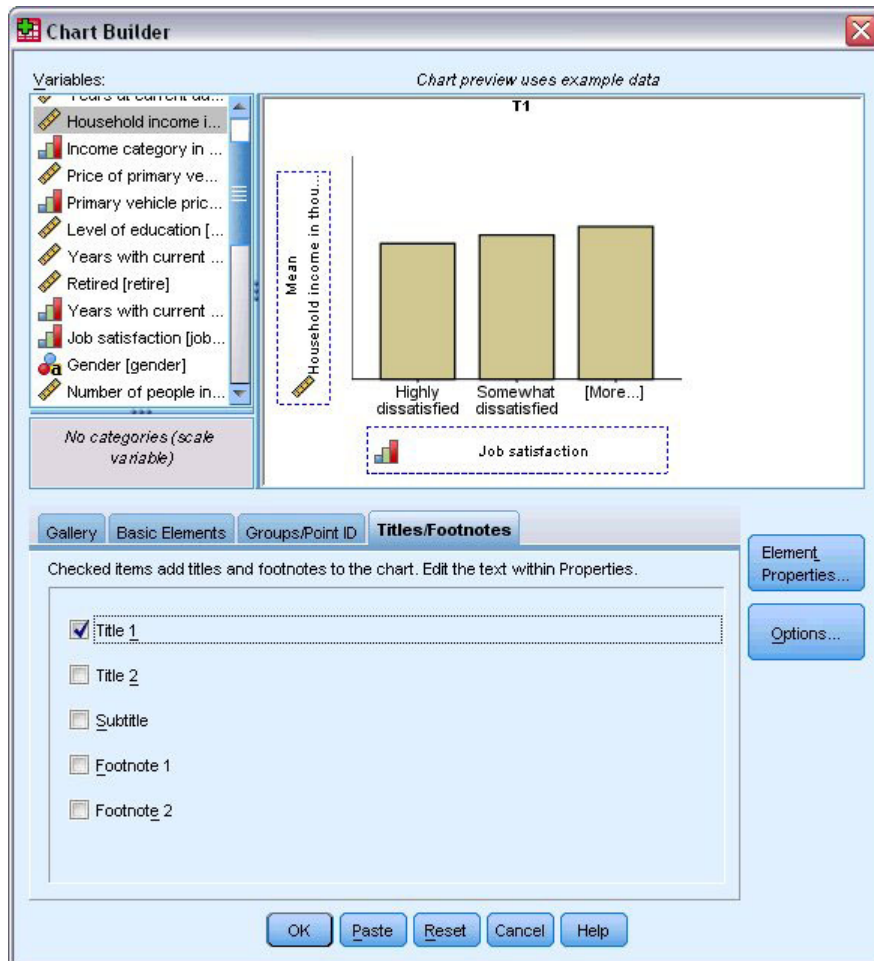 Chart Builder
Variables:
Chart preview uses example data
Household income i...
Income category in ...
Price of primary ve...
Primary vehicle pric...
Level of education [...
Years with current ...
Retired [retire]
Years with current ...
Job satisfaction [job...
Gender [gender]
Number of people in...
No categories (scale
variable)
T1
Mean
Household income in thou...
Highly
dissatisfied
Somewhat
dissatisfied
[More...]
Job satisfaction
Gallery
Basic Elements
Groups/Point ID
Titles/Footnotes
Checked items add titles and footnotes to the chart. Edit the text within Properties.
Title 1
Title 2
Subtitle
Footnote 1
Footnote 2
Element
Properties...
Options...
OK
Paste
Reset
Cancel
Help